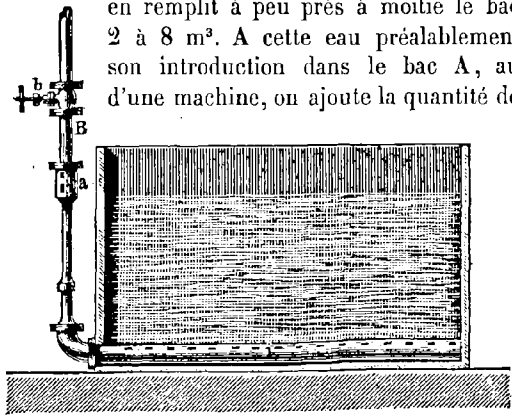 en remplit à peu près à moitié le bac
2 à 8 m³. A cette eau préalablemen
son introduction dans le bac A, au
d'une machine, on ajoute la quantité de
b
B
a